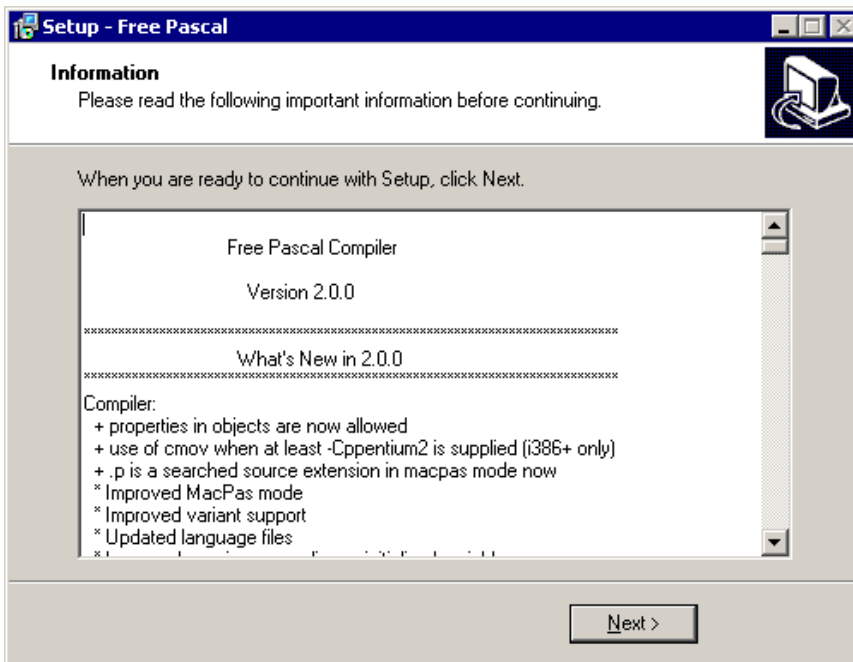 Setup - Free Pascal
Information
Please read the following important information before continuing.
When you are ready to continue with Setup, click Next.
Free Pascal Compiler
Version 2.0.0
******************************************************************************
What's New in 2.0.0
******************************************************************************
Compiler:
+ properties in objects are now allowed
+ use of cmov when at least -Cppentium2 is supplied (i386+ only)
+ .p is a searched source extension in macpas mode now
* Improved MacPas mode
* Improved variant support
* Updated language files
Next >